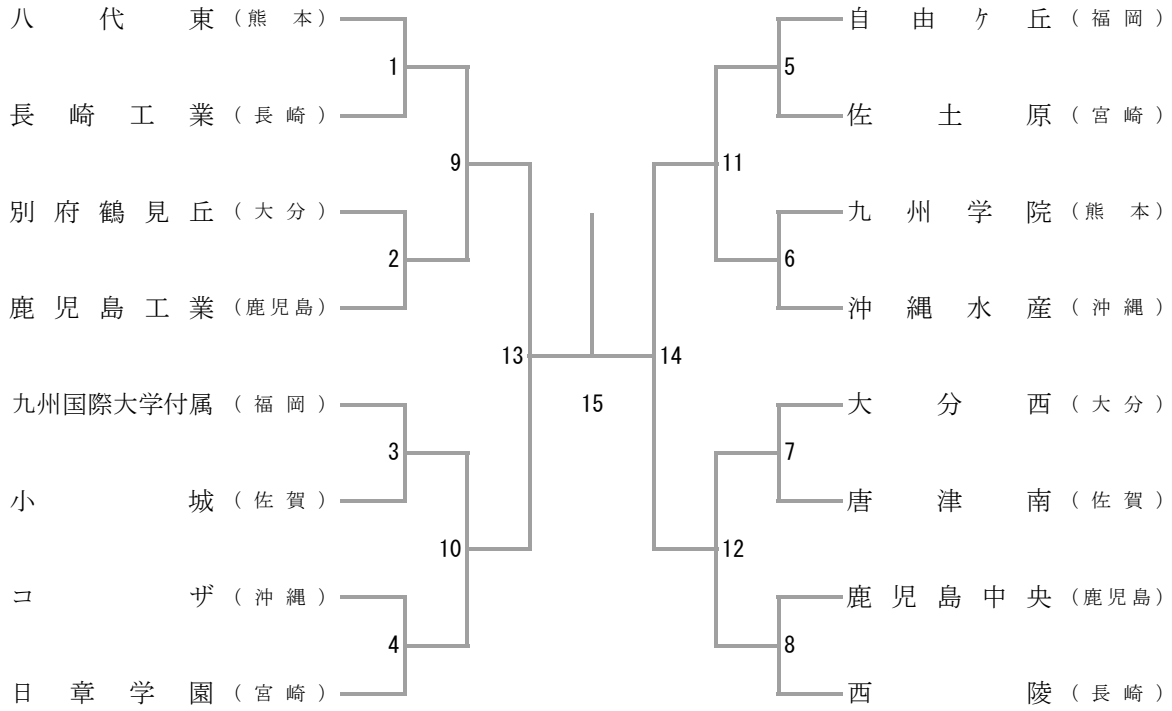 八代東（熊本） 自由ケ丘（福岡）
1 5
長崎工業（長崎） 佐土原（宮崎）
9 11
別府鶴見丘（大分） 九州学院（熊本）
2 6
鹿児島工業（鹿児島） 沖縄水産（沖縄）
13 14
九州国際大学付属（福岡） 15 大分西（大分）
3 7
小城（佐賀） 唐津南（佐賀）
10 12
コザ（沖縄） 鹿児島中央（鹿児島）
4 8
日章学園（宮崎） 西陵（長崎）